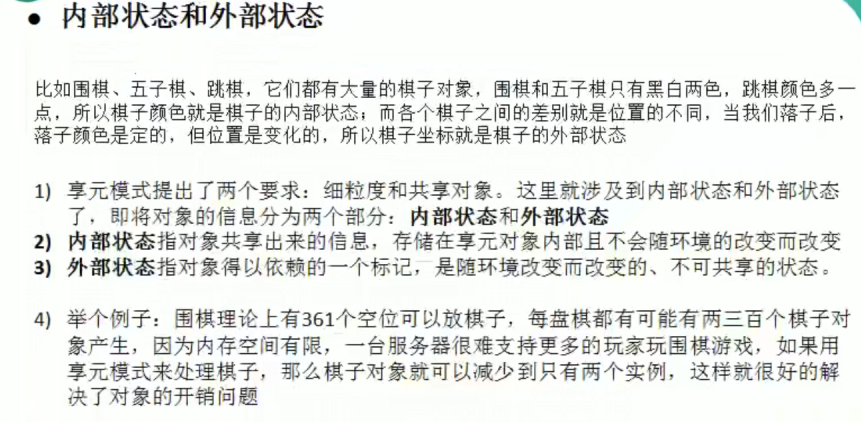 ● 内部状态和外部状态
比如围棋、五子棋、跳棋，它们都有大量的棋子对象，围棋和五子棋只有黑白两色，跳棋颜色多一
点，所以棋子颜色就是棋子的内部状态；而各个棋子之间的差别就是位置的不同，当我们落子后，
落子颜色是定的，但位置是变化的，所以棋子坐标就是棋子的外部状态
1) 享元模式提出了两个要求：细粒度和共享对象。这里就涉及到内部状态和外部状态
了，即将对象的信息分为两个部分：内部状态和外部状态
2) 内部状态指对象共享出来的信息，存储在享元对象内部且不会随环境的改变而改变
3) 外部状态指对象得以依赖的一个标记，是随环境改变而改变的、不可共享的状态。
4) 举个例子：围棋理论上有361个空位可以放棋子，每盘棋都有可能有两三百个棋子对
象产生，因为内存空间有限，一台服务器很难支持更多的玩家玩围棋游戏，如果用
享元模式来处理棋子，那么棋子对象就可以减少到只有两个实例，这样就很好的解
决了对象的开销问题